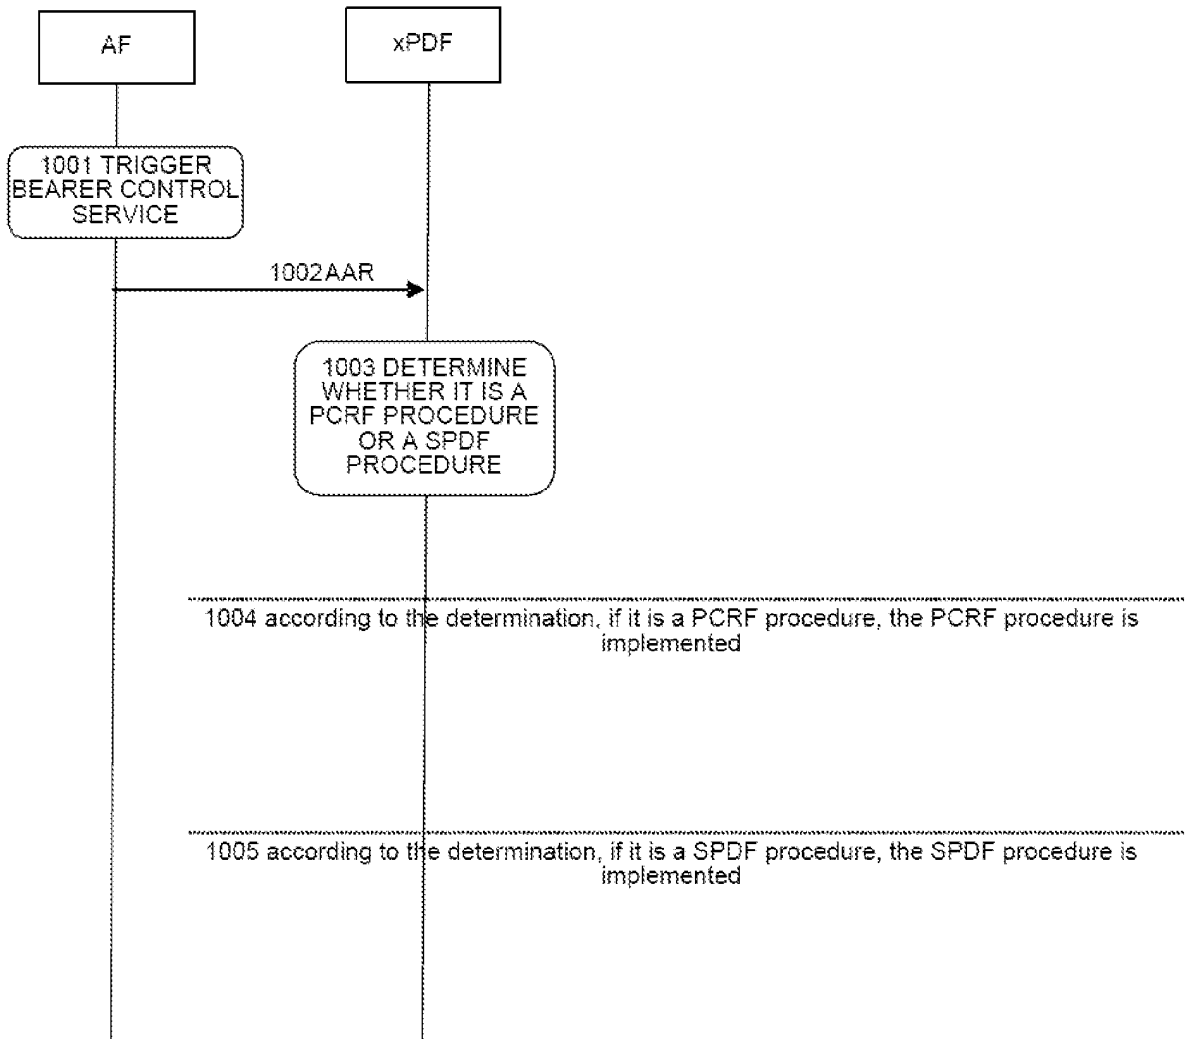 AF
xPDF
1001 TRIGGER
BEARER CONTROL
SERVICE
1002AAR
1003 DETERMINE
WHETHER IT IS A
PCRF PROCEDURE
OR A SPDF
PROCEDURE
1004 according to the determination, if it is a PCRF procedure, the PCRF procedure is
implemented
1005 according to the determination, if it is a SPDF procedure, the SPDF procedure is
implemented